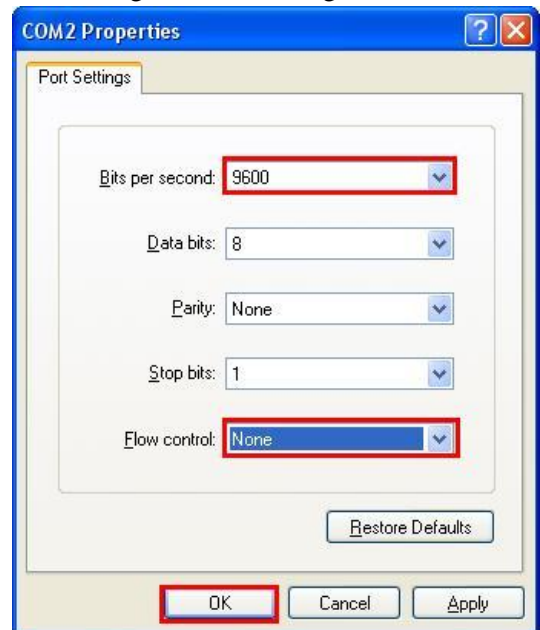 COM2 Properties
Port Settings
Bits per second: 9600
Data bits: 8
Parity: None
Stop bits: 1
Flow control: None
Restore Defaults
OK Cancel Apply